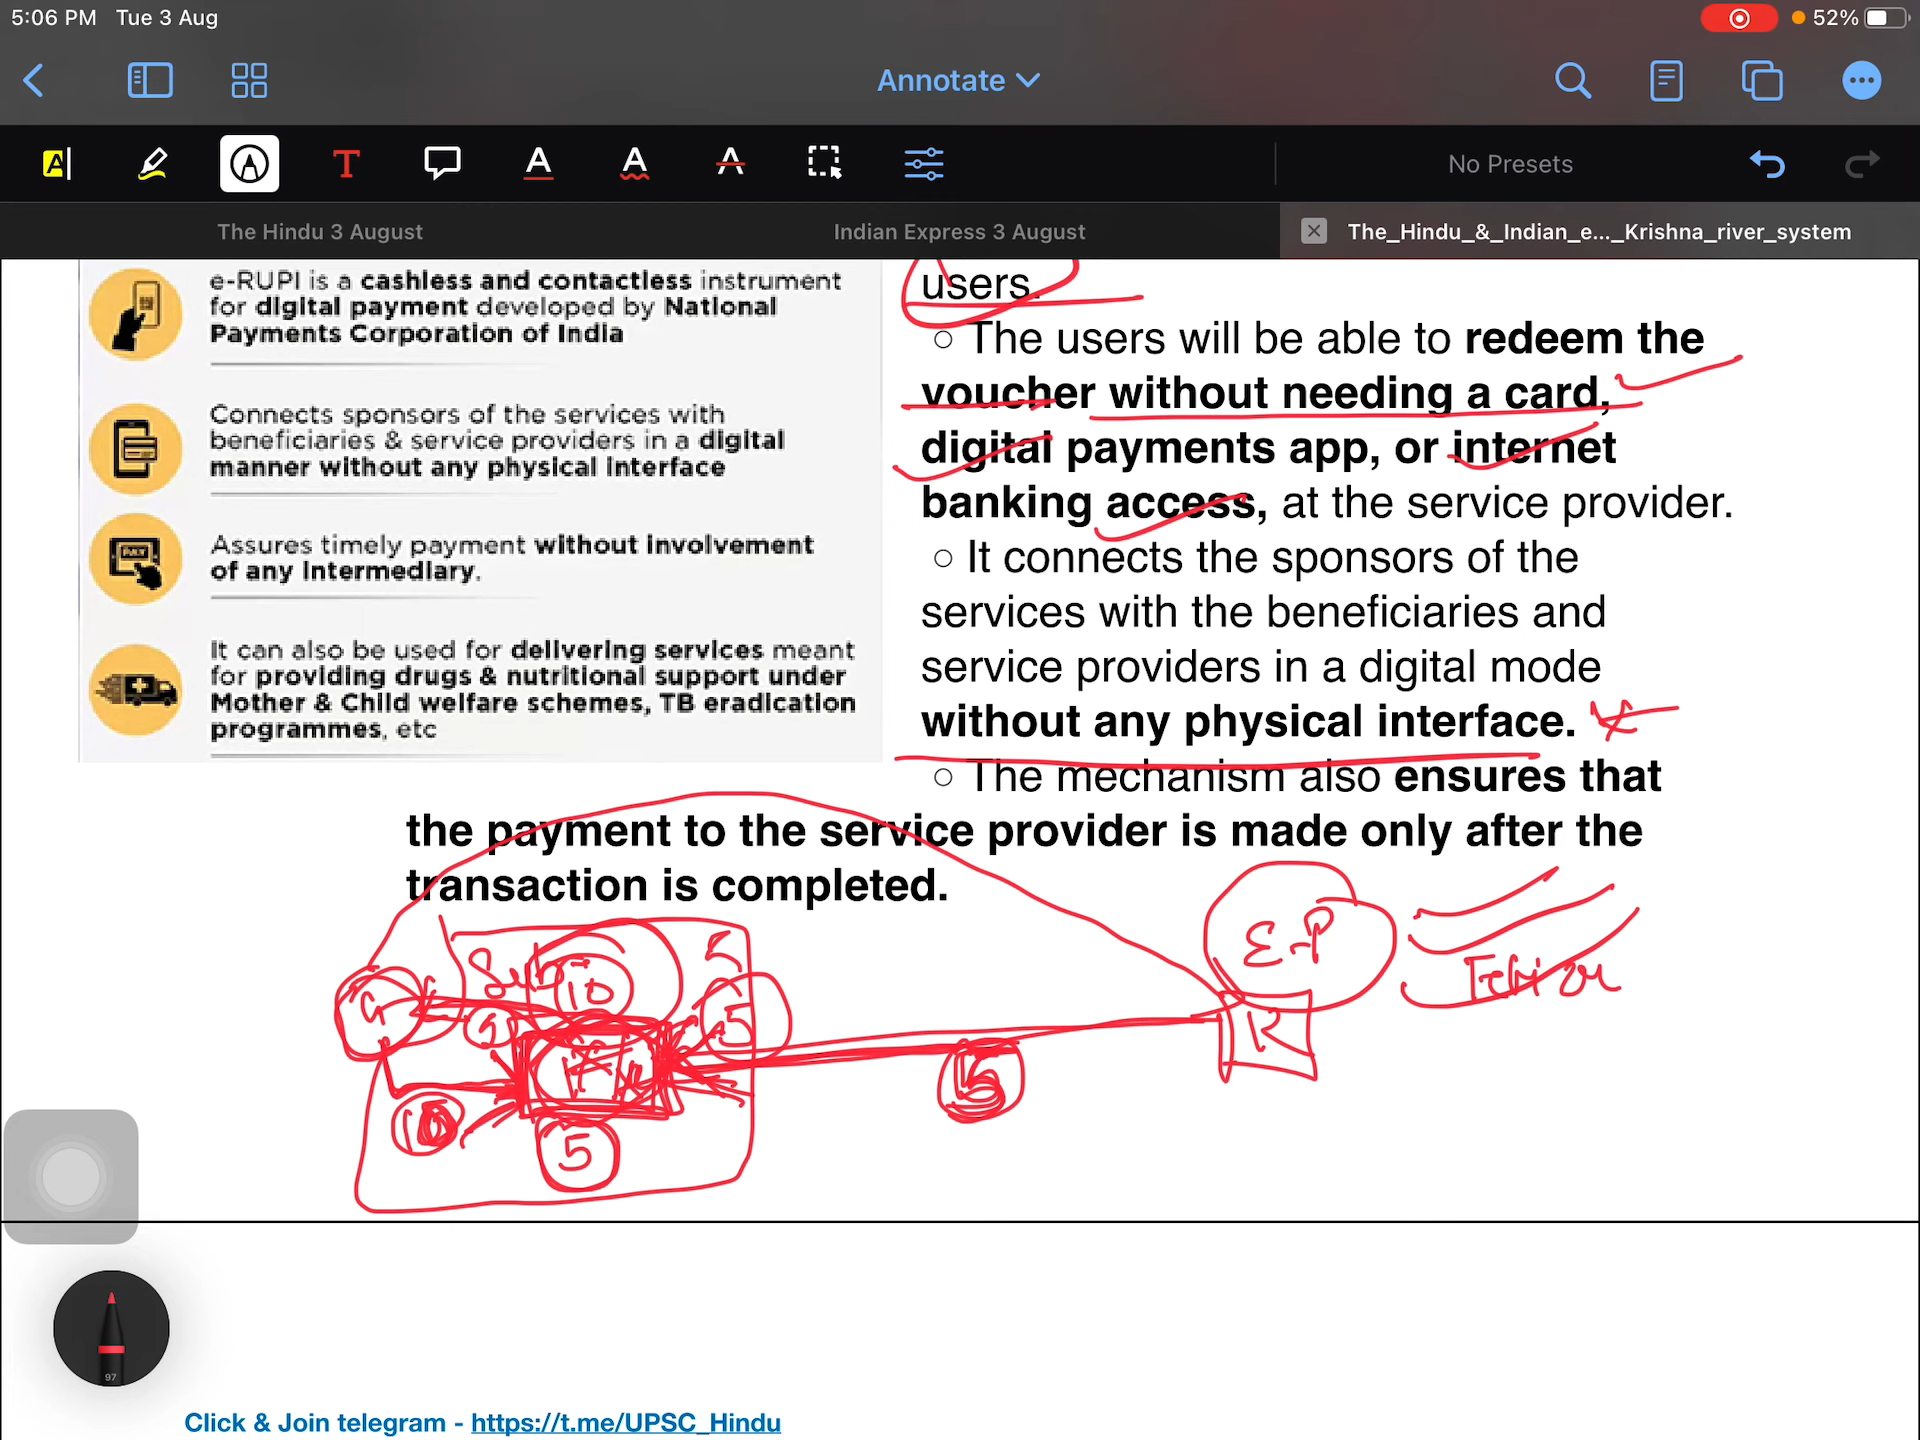 5:06 PM Tue 3 Aug
52%
Annotate
No Presets
The Hindu 3 August
Indian Express 3 August
The_Hindu_&_Indian_e..._Krishna_river_system
e-RUPI is a cashless and contactless instrument
for digital payment developed by National
Payments Corporation of India
Connects sponsors of the services with
beneficiaries & service providers in a digital
manner without any physical interface
Assures timely payment without involvement
of any intermediary.
It can also be used for delivering services meant
for providing drugs & nutritional support under
Mother & Child welfare schemes, TB eradication
programmes, etc
users.
○ The users will be able to redeem the
voucher without needing a card,
digital payments app, or internet
banking access, at the service provider.
○ It connects the sponsors of the
services with the beneficiaries and
service providers in a digital mode
without any physical interface.
○ The mechanism also ensures that
the payment to the service provider is made only after the
transaction is completed.
E-P
R
10
5
5
5
97
Click & Join telegram - https://t.me/UPSC_Hindu